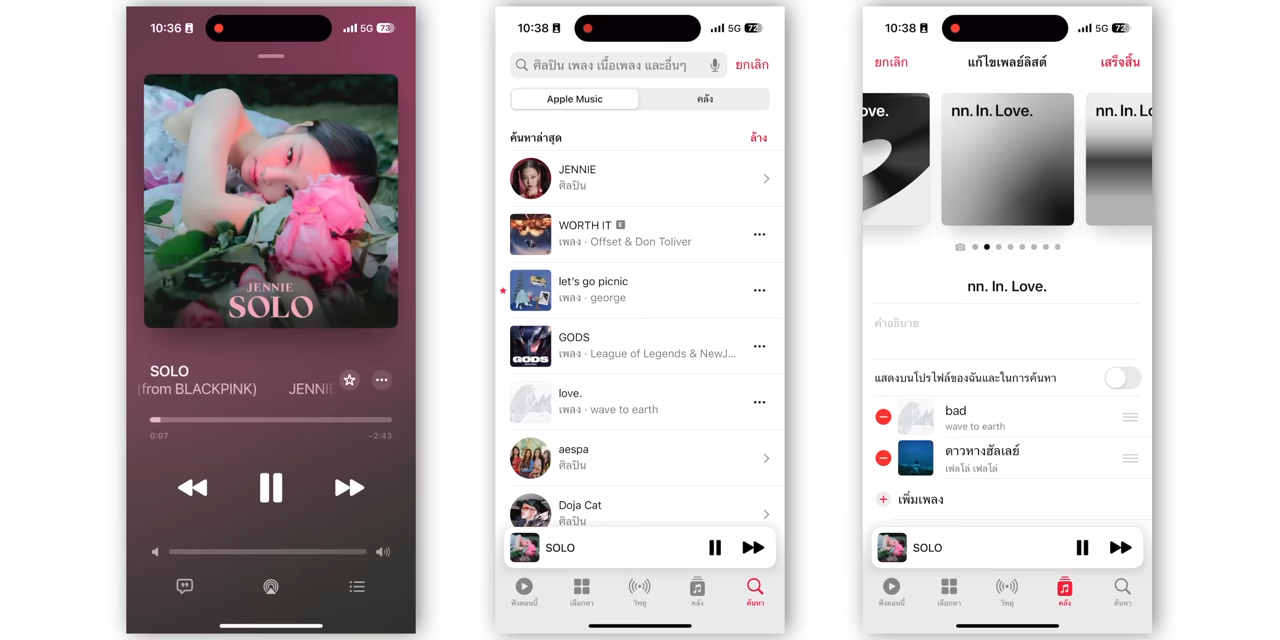 10:36
5G 73
JENNIE
SOLO
SOLO
(from BLACKPINK) JENNIE
0:07
-2:43
10:38
5G 72
ศิลปิน เพลง เนื้อเพลง และอื่นๆ
ยกเลิก
Apple Music
คลัง
ค้นหาล่าสุด
ล้าง
JENNIE
ศิลปิน
WORTH IT E
เพลง · Offset & Don Toliver
let's go picnic
เพลง · george
GODS
GODS
เพลง · League of Legends & NewJ...
love.
เพลง · wave to earth
aespa
ศิลปิน
Doja Cat
ศิลปิน
SOLO
ฟังตอนนี้
เลือกหา
วิทยุ
คลัง
ค้นหา
10:38
5G 72
ยกเลิก
แก้ไขเพลย์ลิสต์
เสร็จสิ้น
ove.
nn. In. Love.
nn. In. Lo
nn. In. Love.
คำอธิบาย
แสดงบนโปรไฟล์ของฉันและในการค้นหา
bad
wave to earth
ดาวหางฮัลเลย์
เฟลโล่ เฟลโล่
เพิ่มเพลง
SOLO
ฟังตอนนี้
เลือกหา
วิทยุ
คลัง
ค้นหา